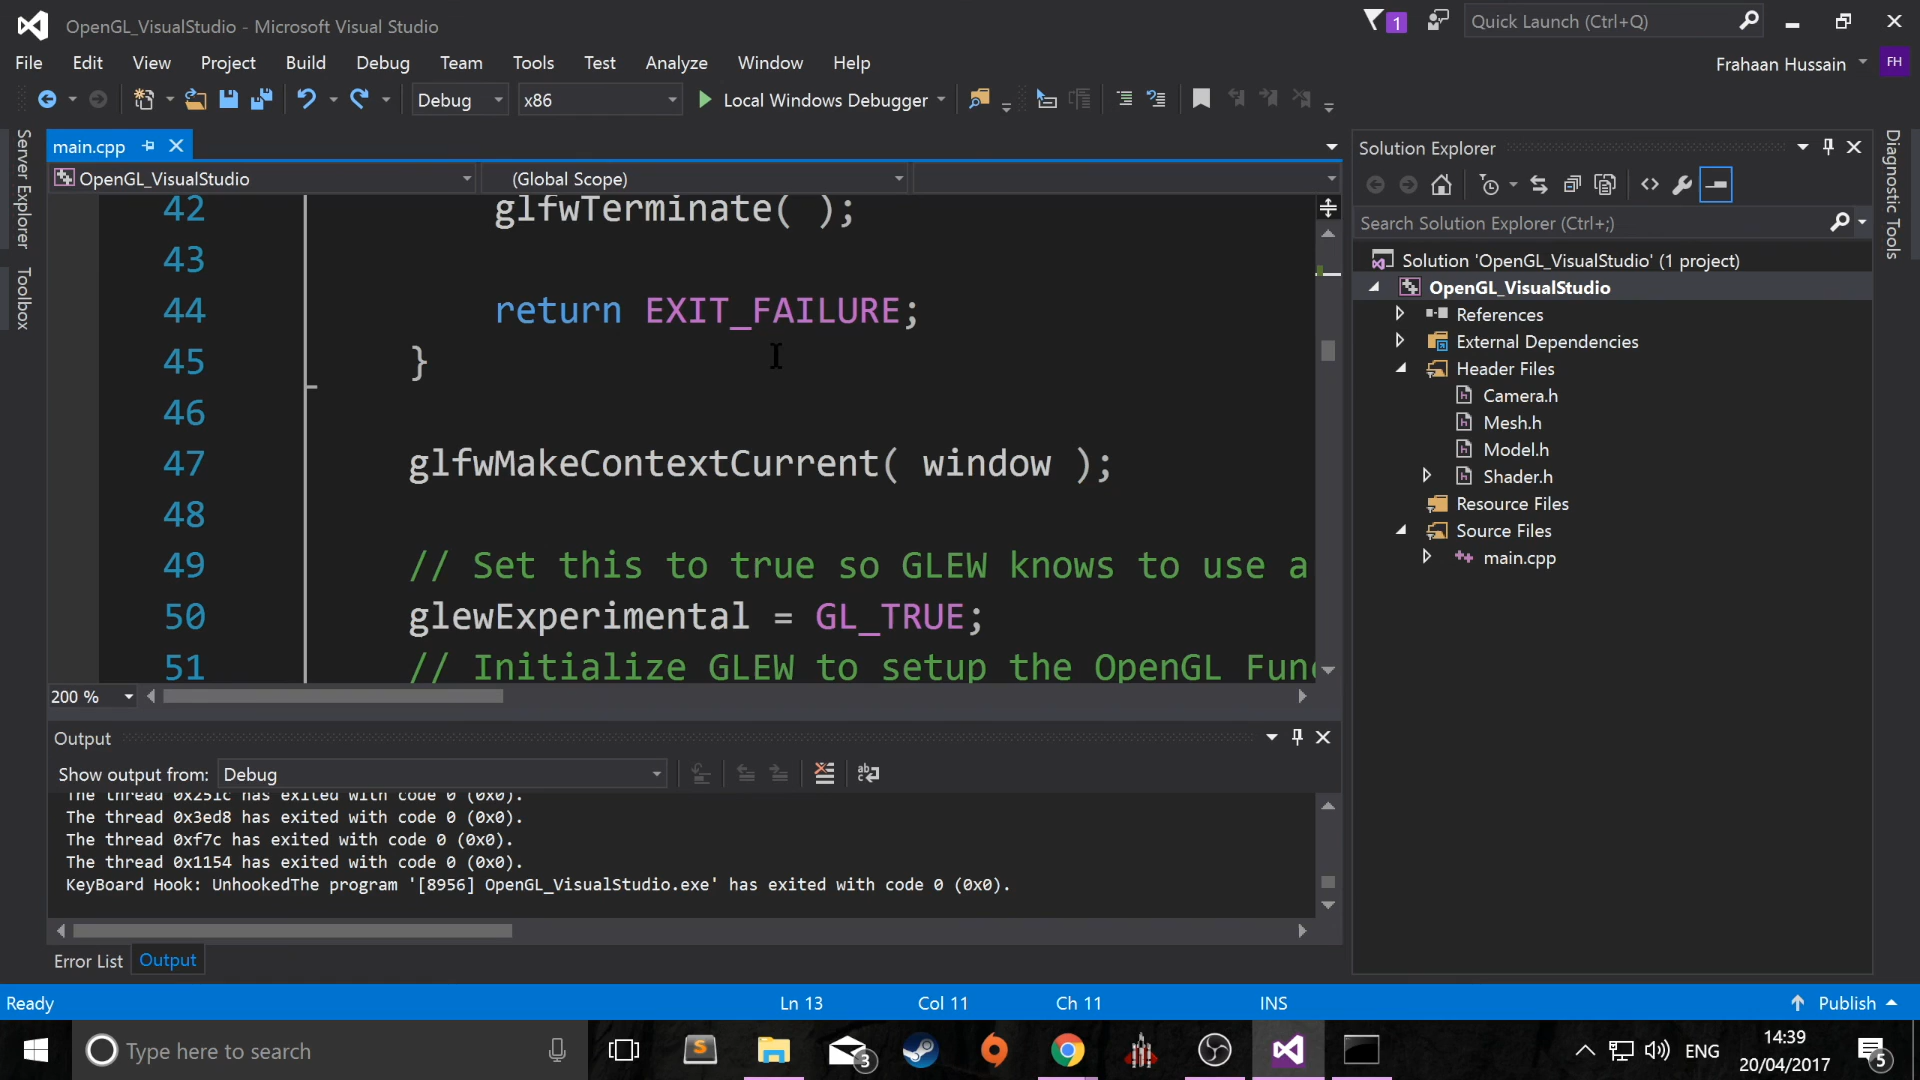 OpenGL_VisualStudio - Microsoft Visual Studio
1
Quick Launch (Ctrl+Q)
File Edit View Project Build Debug Team Tools Test Analyze Window Help
Frahaan Hussain FH
Debug x86 Local Windows Debugger
Server Explorer
Toolbox
main.cpp
OpenGL_VisualStudio (Global Scope)
42 glfwTerminate( );
43
44 return EXIT_FAILURE;
45 }
46
47 glfwMakeContextCurrent( window );
48
49 // Set this to true so GLEW knows to use a
50 glewExperimental = GL_TRUE;
51 // Initialize GLEW to setup the OpenGL Func
200 %
Output
Show output from: Debug
The thread 0x251c has exited with code 0 (0x0).
The thread 0x3ed8 has exited with code 0 (0x0).
The thread 0xf7c has exited with code 0 (0x0).
The thread 0x1154 has exited with code 0 (0x0).
KeyBoard Hook: UnhookedThe program '[8956] OpenGL_VisualStudio.exe' has exited with code 0 (0x0).
Error List Output
Solution Explorer
Search Solution Explorer (Ctrl+;)
Solution 'OpenGL_VisualStudio' (1 project)
OpenGL_VisualStudio
References
External Dependencies
Header Files
Camera.h
Mesh.h
Model.h
Shader.h
Resource Files
Source Files
main.cpp
Diagnostic Tools
Ready Ln 13 Col 11 Ch 11 INS Publish
Type here to search
3
ENG
14:39
20/04/2017
5